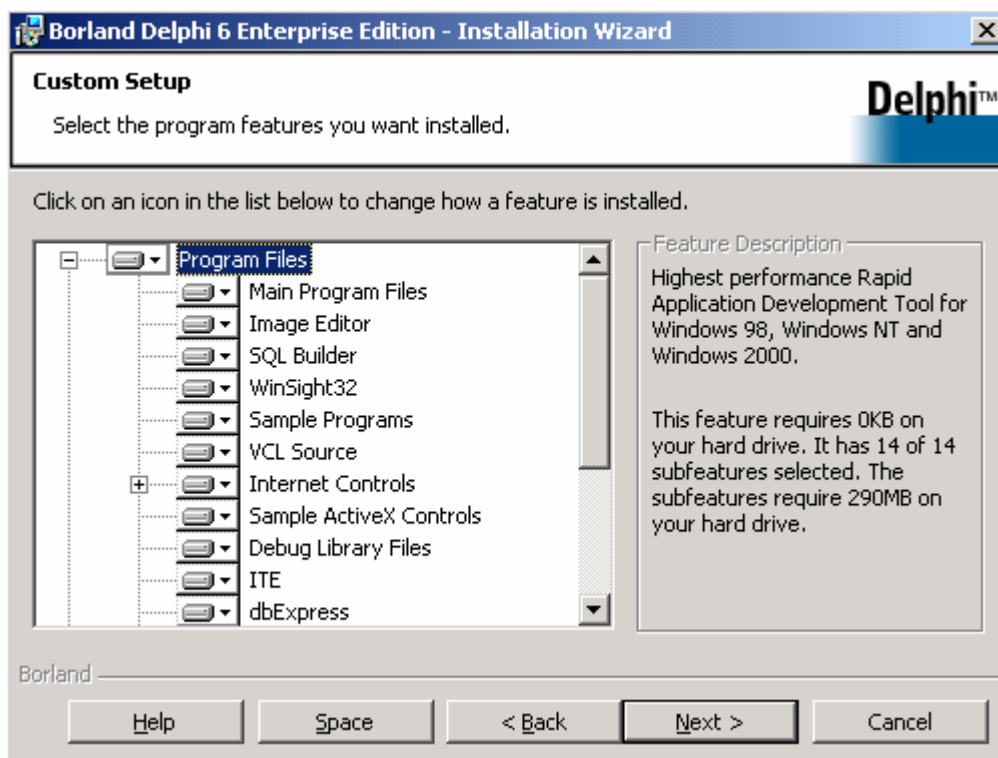 Borland Delphi 6 Enterprise Edition - Installation Wizard
Custom Setup
Select the program features you want installed.
Delphi™
Click on an icon in the list below to change how a feature is installed.
Program Files
Main Program Files
Image Editor
SQL Builder
WinSight32
Sample Programs
VCL Source
Internet Controls
Sample ActiveX Controls
Debug Library Files
ITE
dbExpress
Feature Description
Highest performance Rapid
Application Development Tool for
Windows 98, Windows NT and
Windows 2000.
This feature requires 0KB on
your hard drive. It has 14 of 14
subfeatures selected. The
subfeatures require 290MB on
your hard drive.
Borland
Help
Space
< Back
Next >
Cancel